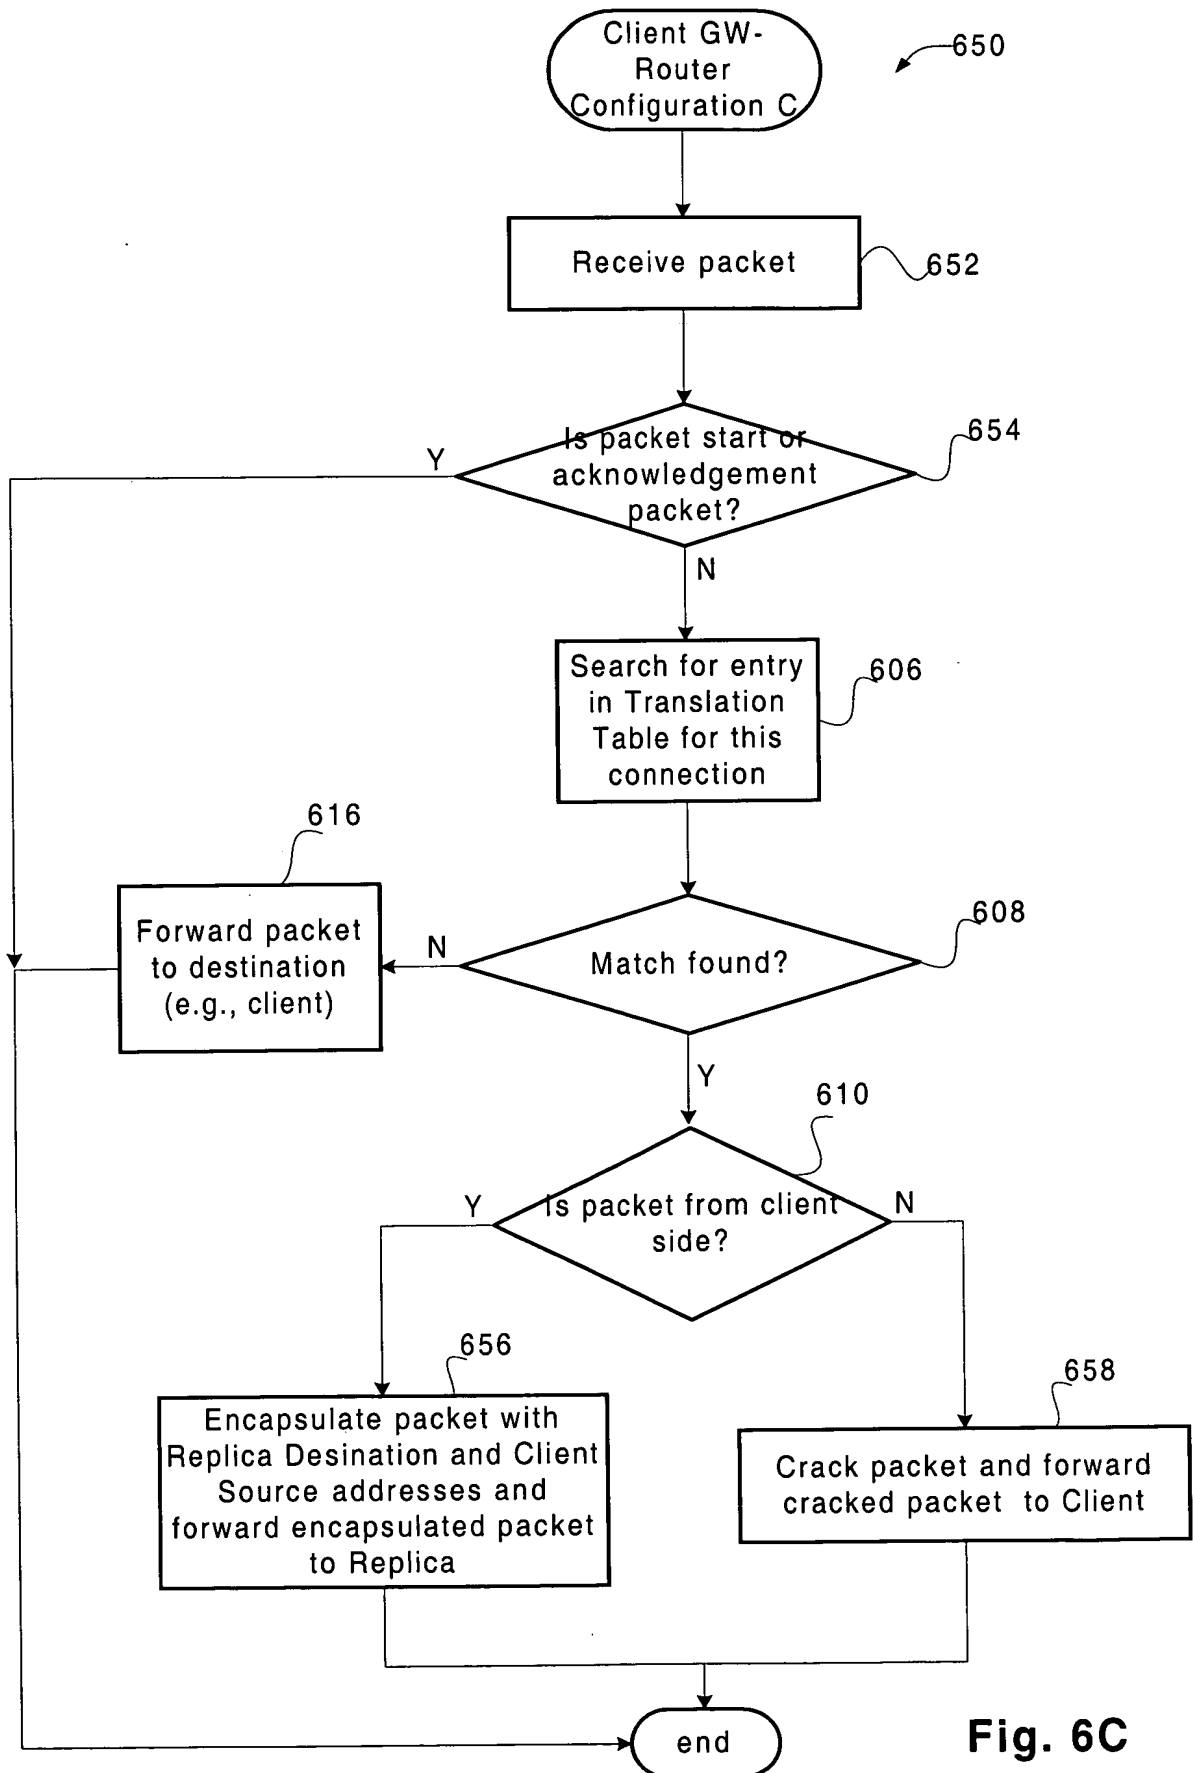 Client GW-
Router
Configuration C
650
Receive packet
652
Is packet start or
acknowledgement
packet?
654
Y
N
Search for entry
in Translation
Table for this
connection
606
616
Forward packet
to destination
(e.g., client)
N
Match found?
608
Y
610
Is packet from client
side?
Y
N
656
Encapsulate packet with
Replica Desination and Client
Source addresses and
forward encapsulated packet
to Replica
658
Crack packet and forward
cracked packet to Client
end
Fig. 6C